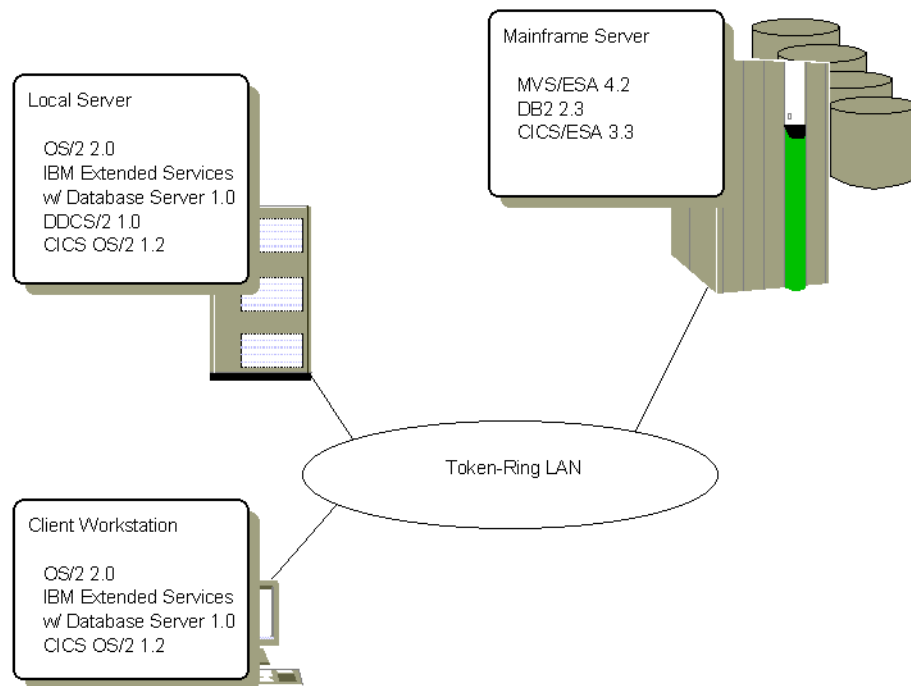 Mainframe Server
MVS/ESA 4.2
DB2 2.3
CICS/ESA 3.3
Local Server
OS/2 2.0
IBM Extended Services
w/ Database Server 1.0
DDCS/2 1.0
CICS OS/2 1.2
Token-Ring LAN
Client Workstation
OS/2 2.0
IBM Extended Services
w/ Database Server 1.0
CICS OS/2 1.2